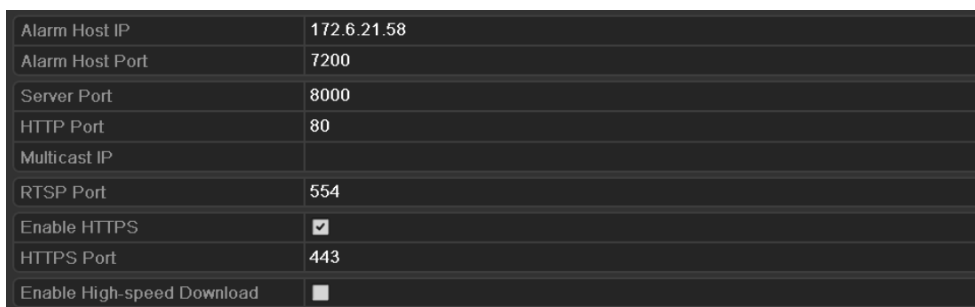 Alarm Host IP 172.6.21.58
Alarm Host Port 7200
Server Port 8000
HTTP Port 80
Multicast IP
RTSP Port 554
Enable HTTPS
HTTPS Port 443
Enable High-speed Download